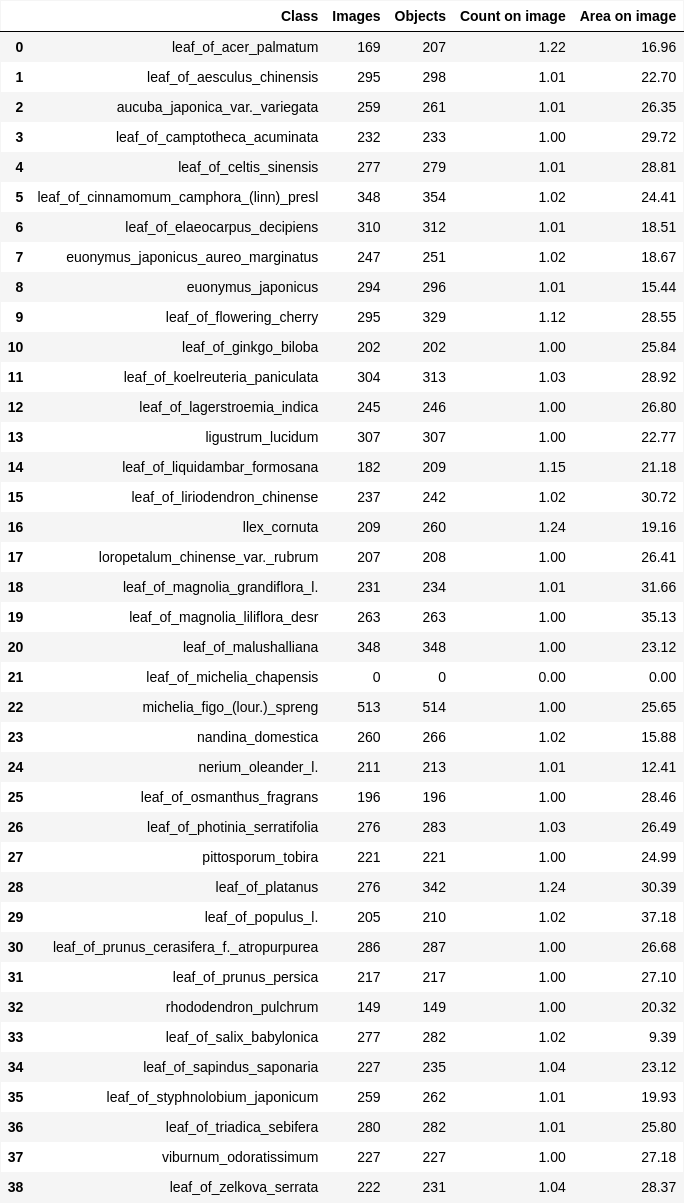 Class Images Objects Count on image Area on image
0 leaf_of_acer_palmatum 169 207 1.22 16.96
1 leaf_of_aesculus_chinensis 295 298 1.01 22.70
2 aucuba_japonica_var._variegata 259 261 1.01 26.35
3 leaf_of_camptotheca_acuminata 232 233 1.00 29.72
4 leaf_of_celtis_sinensis 277 279 1.01 28.81
5 leaf_of_cinnamomum_camphora_(linn)_presl 348 354 1.02 24.41
6 leaf_of_elaeocarpus_decipiens 310 312 1.01 18.51
7 euonymus_japonicus_aureo_marginatus 247 251 1.02 18.67
8 euonymus_japonicus 294 296 1.01 15.44
9 leaf_of_flowering_cherry 295 329 1.12 28.55
10 leaf_of_ginkgo_biloba 202 202 1.00 25.84
11 leaf_of_koelreuteria_paniculata 304 313 1.03 28.92
12 leaf_of_lagerstroemia_indica 245 246 1.00 26.80
13 ligustrum_lucidum 307 307 1.00 22.77
14 leaf_of_liquidambar_formosana 182 209 1.15 21.18
15 leaf_of_liriodendron_chinense 237 242 1.02 30.72
16 llex_cornuta 209 260 1.24 19.16
17 loropetalum_chinense_var._rubrum 207 208 1.00 26.41
18 leaf_of_magnolia_grandiflora_l. 231 234 1.01 31.66
19 leaf_of_magnolia_liliflora_desr 263 263 1.00 35.13
20 leaf_of_malushalliana 348 348 1.00 23.12
21 leaf_of_michelia_chapensis 0 0 0.00 0.00
22 michelia_figo_(lour.)_spreng 513 514 1.00 25.65
23 nandina_domestica 260 266 1.02 15.88
24 nerium_oleander_l. 211 213 1.01 12.41
25 leaf_of_osmanthus_fragrans 196 196 1.00 28.46
26 leaf_of_photinia_serratifolia 276 283 1.03 26.49
27 pittosporum_tobira 221 221 1.00 24.99
28 leaf_of_platanus 276 342 1.24 30.39
29 leaf_of_populus_l. 205 210 1.02 37.18
30 leaf_of_prunus_cerasifera_f._atropurpurea 286 287 1.00 26.68
31 leaf_of_prunus_persica 217 217 1.00 27.10
32 rhododendron_pulchrum 149 149 1.00 20.32
33 leaf_of_salix_babylonica 277 282 1.02 9.39
34 leaf_of_sapindus_saponaria 227 235 1.04 23.12
35 leaf_of_styphnolobium_japonicum 259 262 1.01 19.93
36 leaf_of_triadica_sebifera 280 282 1.01 25.80
37 viburnum_odoratissimum 227 227 1.00 27.18
38 leaf_of_zelkova_serrata 222 231 1.04 28.37